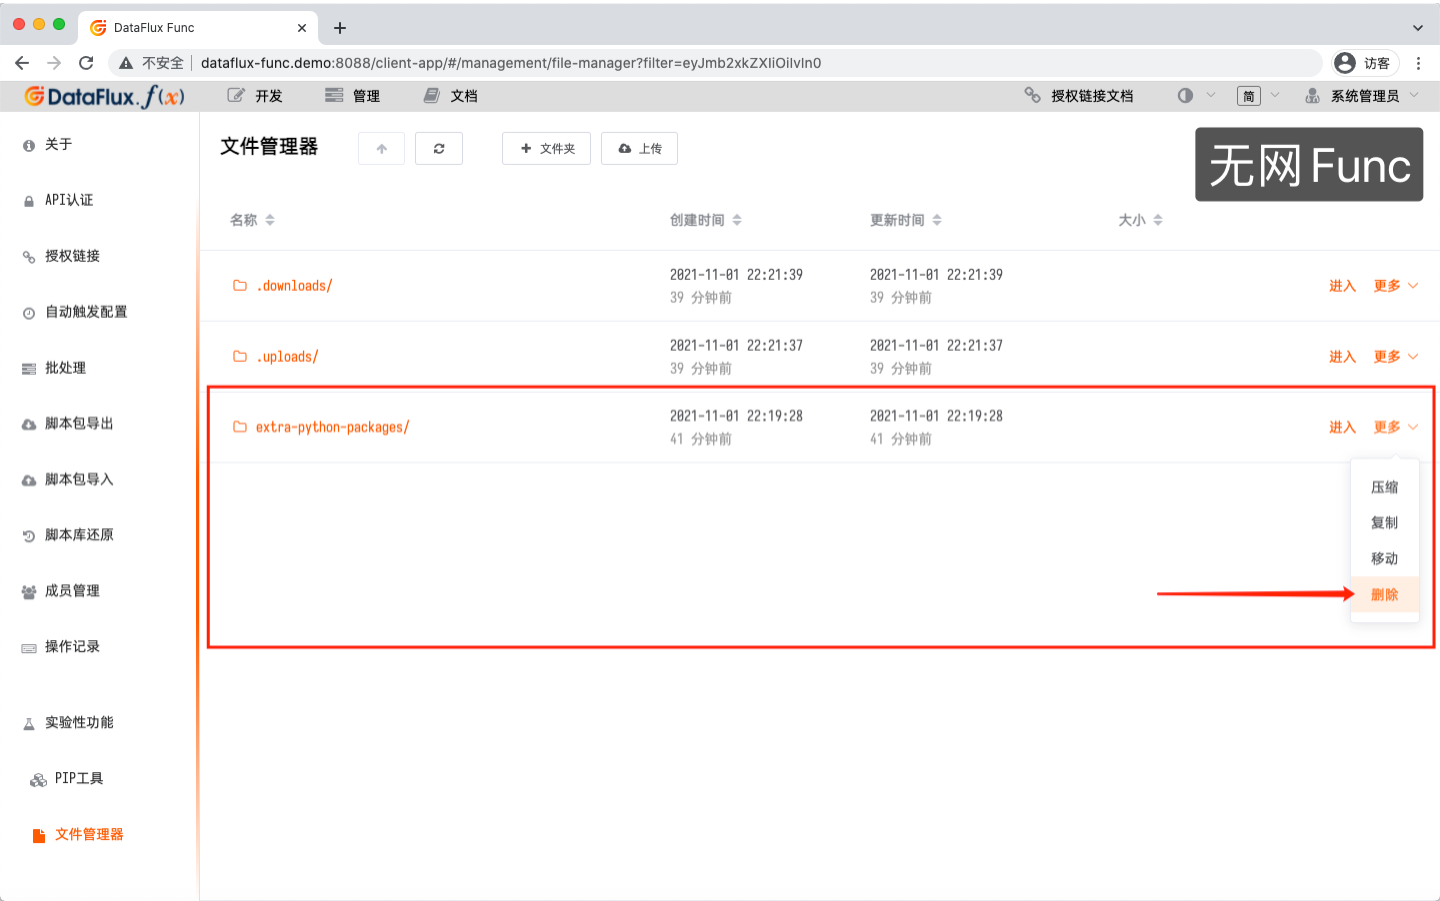 DataFlux Func
不安全 dataflux-func.demo:8088/client-app/#/management/file-manager?filter=eyJmb2xkZXIiOiIvIn0 访客
DataFlux.f(x) 开发 管理 文档 授权链接文档 简 系统管理员
关于
API认证
授权链接
自动触发配置
批处理
脚本包导出
脚本包导入
脚本库还原
成员管理
操作记录
实验性功能
PIP工具
文件管理器
文件管理器 文件夹 上传
无网 Func
名称 创建时间 更新时间 大小
.downloads/ 2021-11-01 22:21:39 2021-11-01 22:21:39 进入 更多
39 分钟前 39 分钟前
.uploads/ 2021-11-01 22:21:37 2021-11-01 22:21:37 进入 更多
39 分钟前 39 分钟前
extra-python-packages/ 2021-11-01 22:19:28 2021-11-01 22:19:28 进入 更多
41 分钟前 41 分钟前
压缩
复制
移动
删除